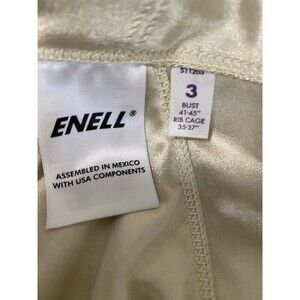 ENELL®
ASSEMBLED IN MEXICO
WITH USA COMPONENTS
3
BUST
41-45"
RIB CAGE
35-37"